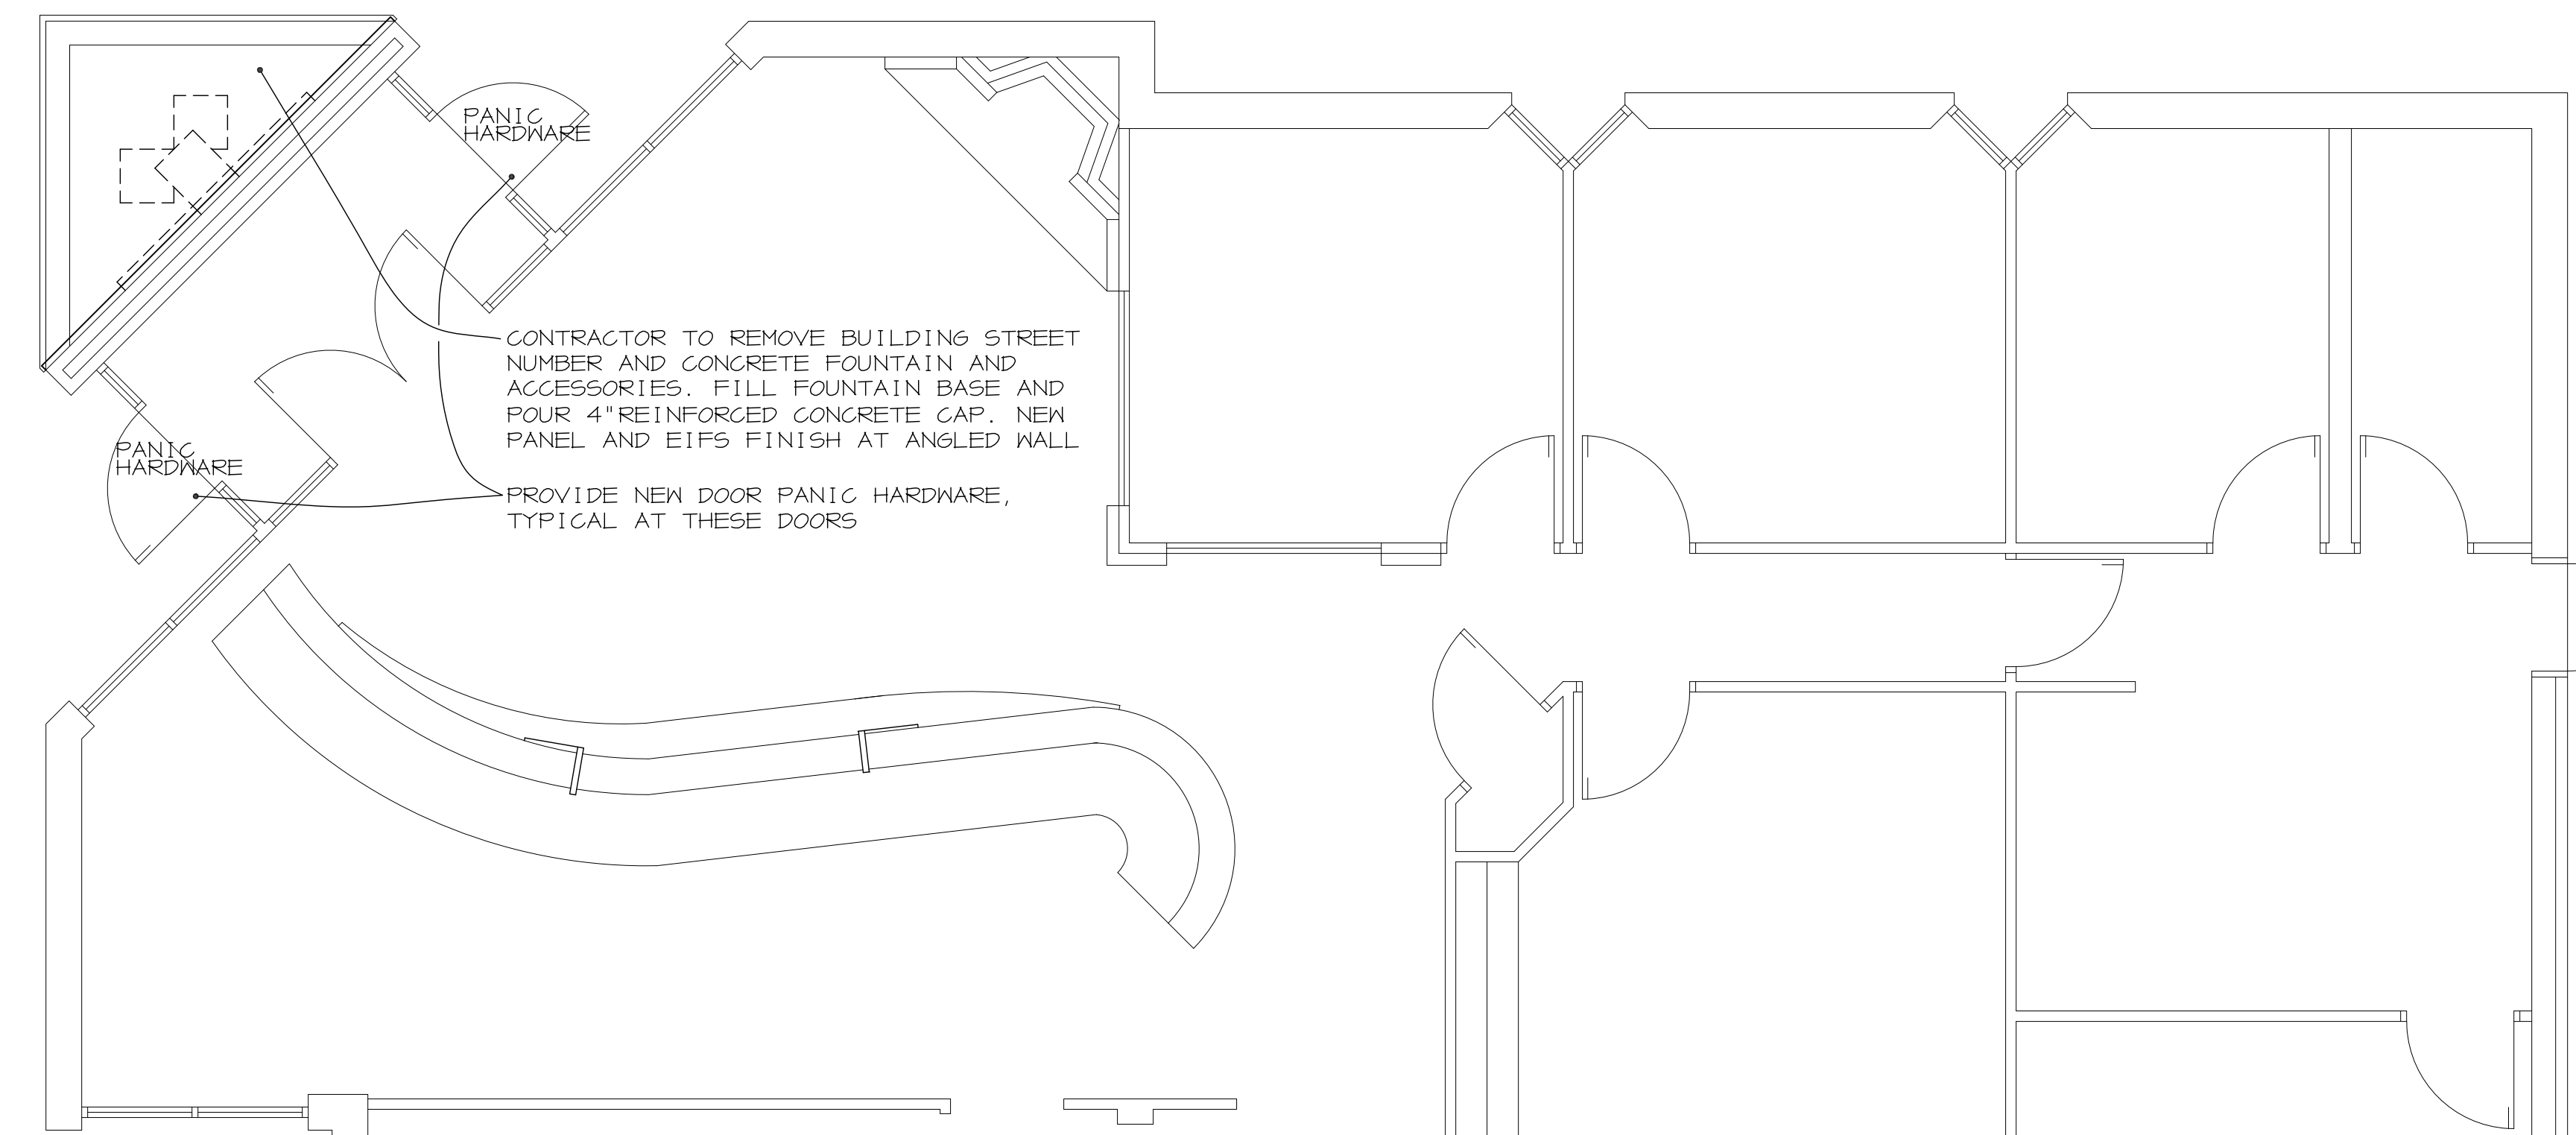 PANIC
HARDWARE
CONTRACTOR TO REMOVE BUILDING STREET
NUMBER AND CONCRETE FOUNTAIN AND
ACCESSORIES. FILL FOUNTAIN BASE AND
POUR 4"REINFORCED CONCRETE CAP. NEW
PANEL AND EIFS FINISH AT ANGLED WALL
PANIC
HARDWARE
PROVIDE NEW DOOR PANIC HARDWARE,
TYPICAL AT THESE DOORS